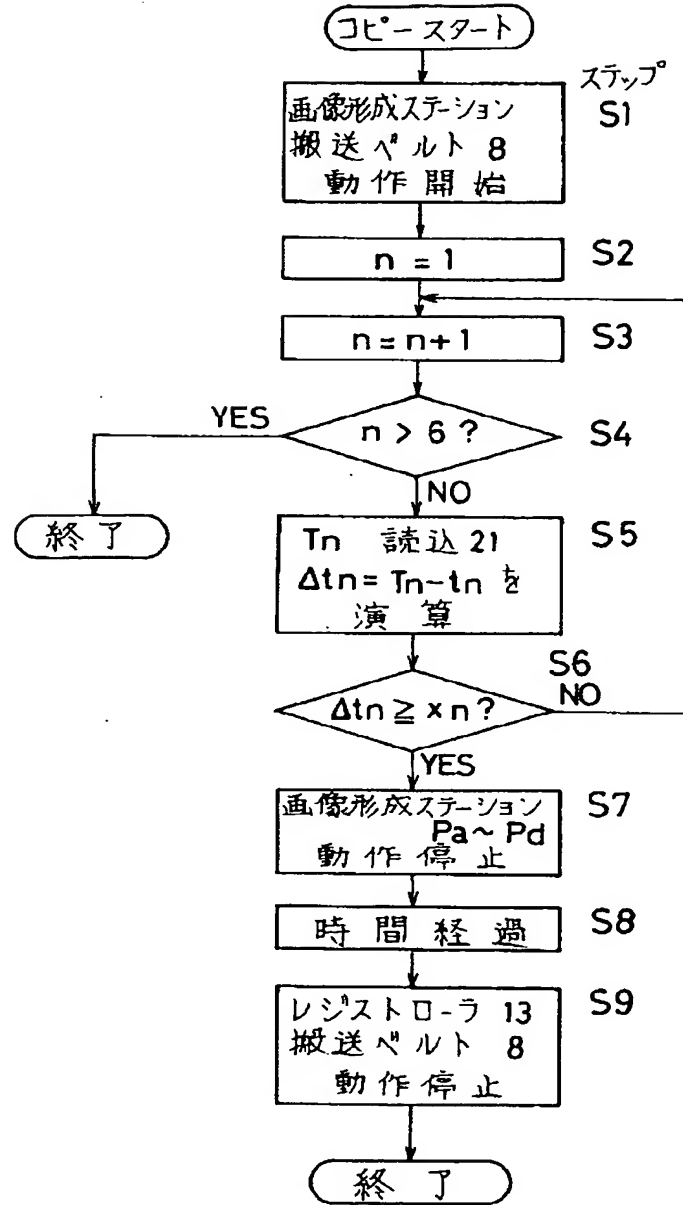 コピースタート
ステップ
画像形成ステーション
搬送ベルト 8
動作開始
S1
n = 1
S2
n = n+1
S3
YES
n > 6 ?
S4
NO
終了
Tn 読込 21
Δtn = Tn-tn を
演算
S5
S6
Δtn ≧ xn?
NO
YES
画像形成ステーション
Pa~Pd
動作停止
S7
時間経過
S8
レジストローラ 13
搬送ベルト 8
動作停止
S9
終了